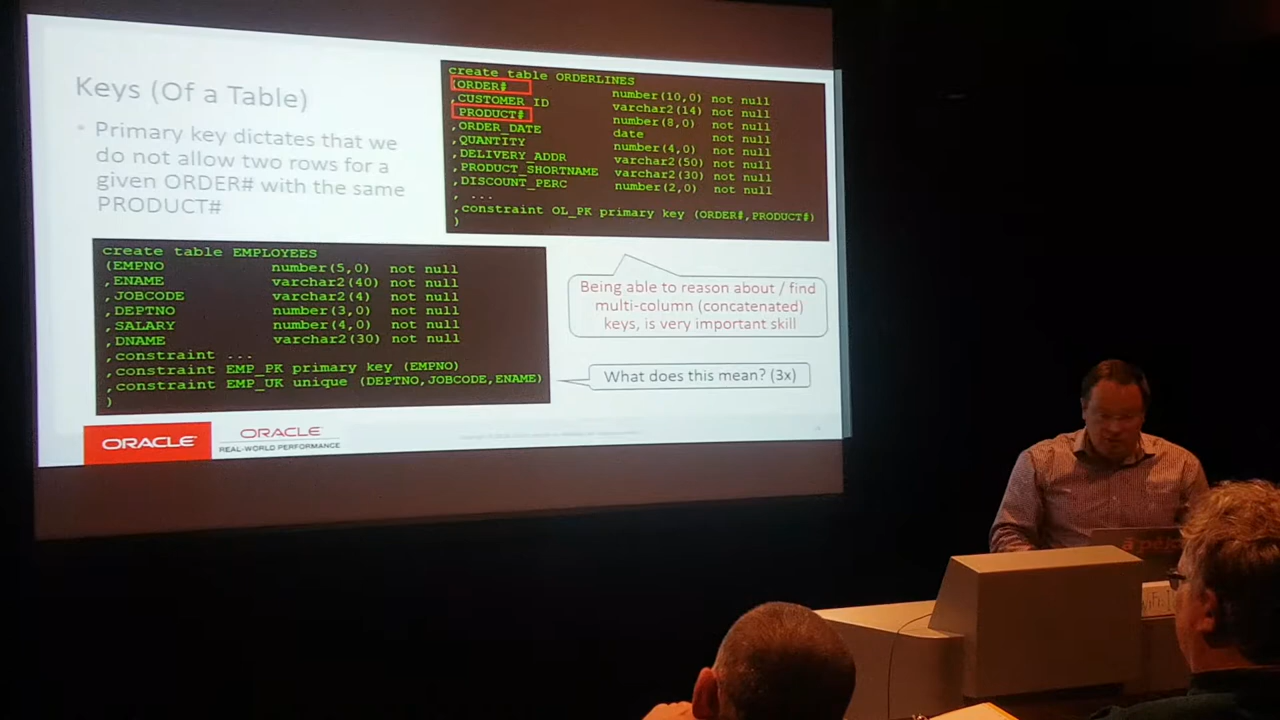 Keys (Of a Table)
• Primary key dictates that we
do not allow two rows for a
given ORDER# with the same
PRODUCT#
create table ORDERLINES
(ORDER# number(10,0) not null
,CUSTOMER_ID varchar2(14) not null
,PRODUCT# number(8,0) not null
,ORDER_DATE date not null
,QUANTITY number(4,0) not null
,DELIVERY_ADDR varchar2(50) not null
,PRODUCT_SHORTNAME varchar2(30) not null
,DISCOUNT_PERC number(2,0) not null
, ...
,constraint OL_PK primary key (ORDER#,PRODUCT#)
)
create table EMPLOYEES
(EMPNO number(5,0) not null
,ENAME varchar2(40) not null
,JOBCODE varchar2(4) not null
,DEPTNO number(3,0) not null
,SALARY number(4,0) not null
,DNAME varchar2(30) not null
,constraint ...
,constraint EMP_PK primary key (EMPNO)
,constraint EMP_UK unique (DEPTNO,JOBCODE,ENAME)
)
Being able to reason about / find
multi-column (concatenated)
keys, is very important skill
What does this mean? (3x)
ORACLE
ORACLE
REAL-WORLD PERFORMANCE